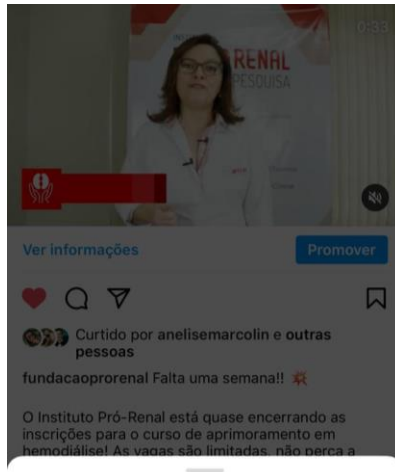 0:33
RENAL
PESQUISA
Ver informações
Promover
Curtido por anelisemarcolin e outras
pessoas
fundacaoprorenal Falta uma semana!! 💥
O Instituto Pró-Renal está quase encerrando as
inscrições para o curso de aprimoramento em
hemodiálise! As vagas são limitadas, não perca a